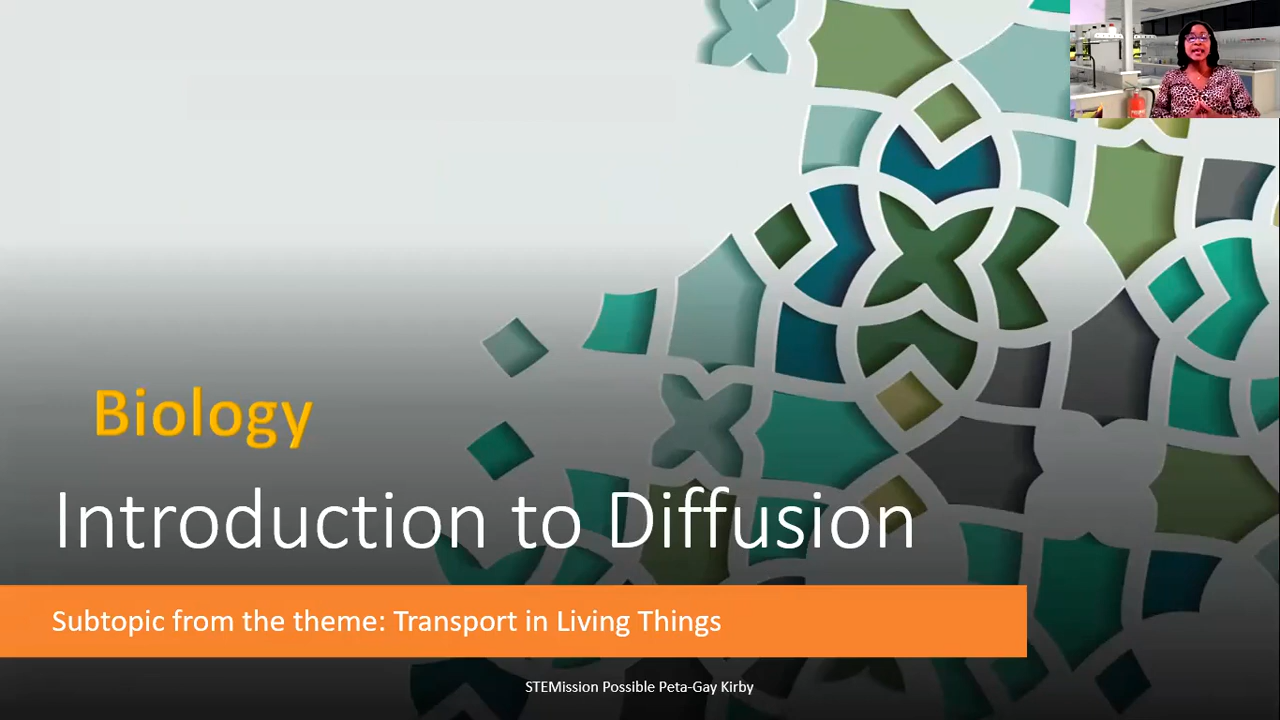 Biology
Introduction to Diffusion
Subtopic from the theme: Transport in Living Things
STEMission Possible Peta-Gay Kirby